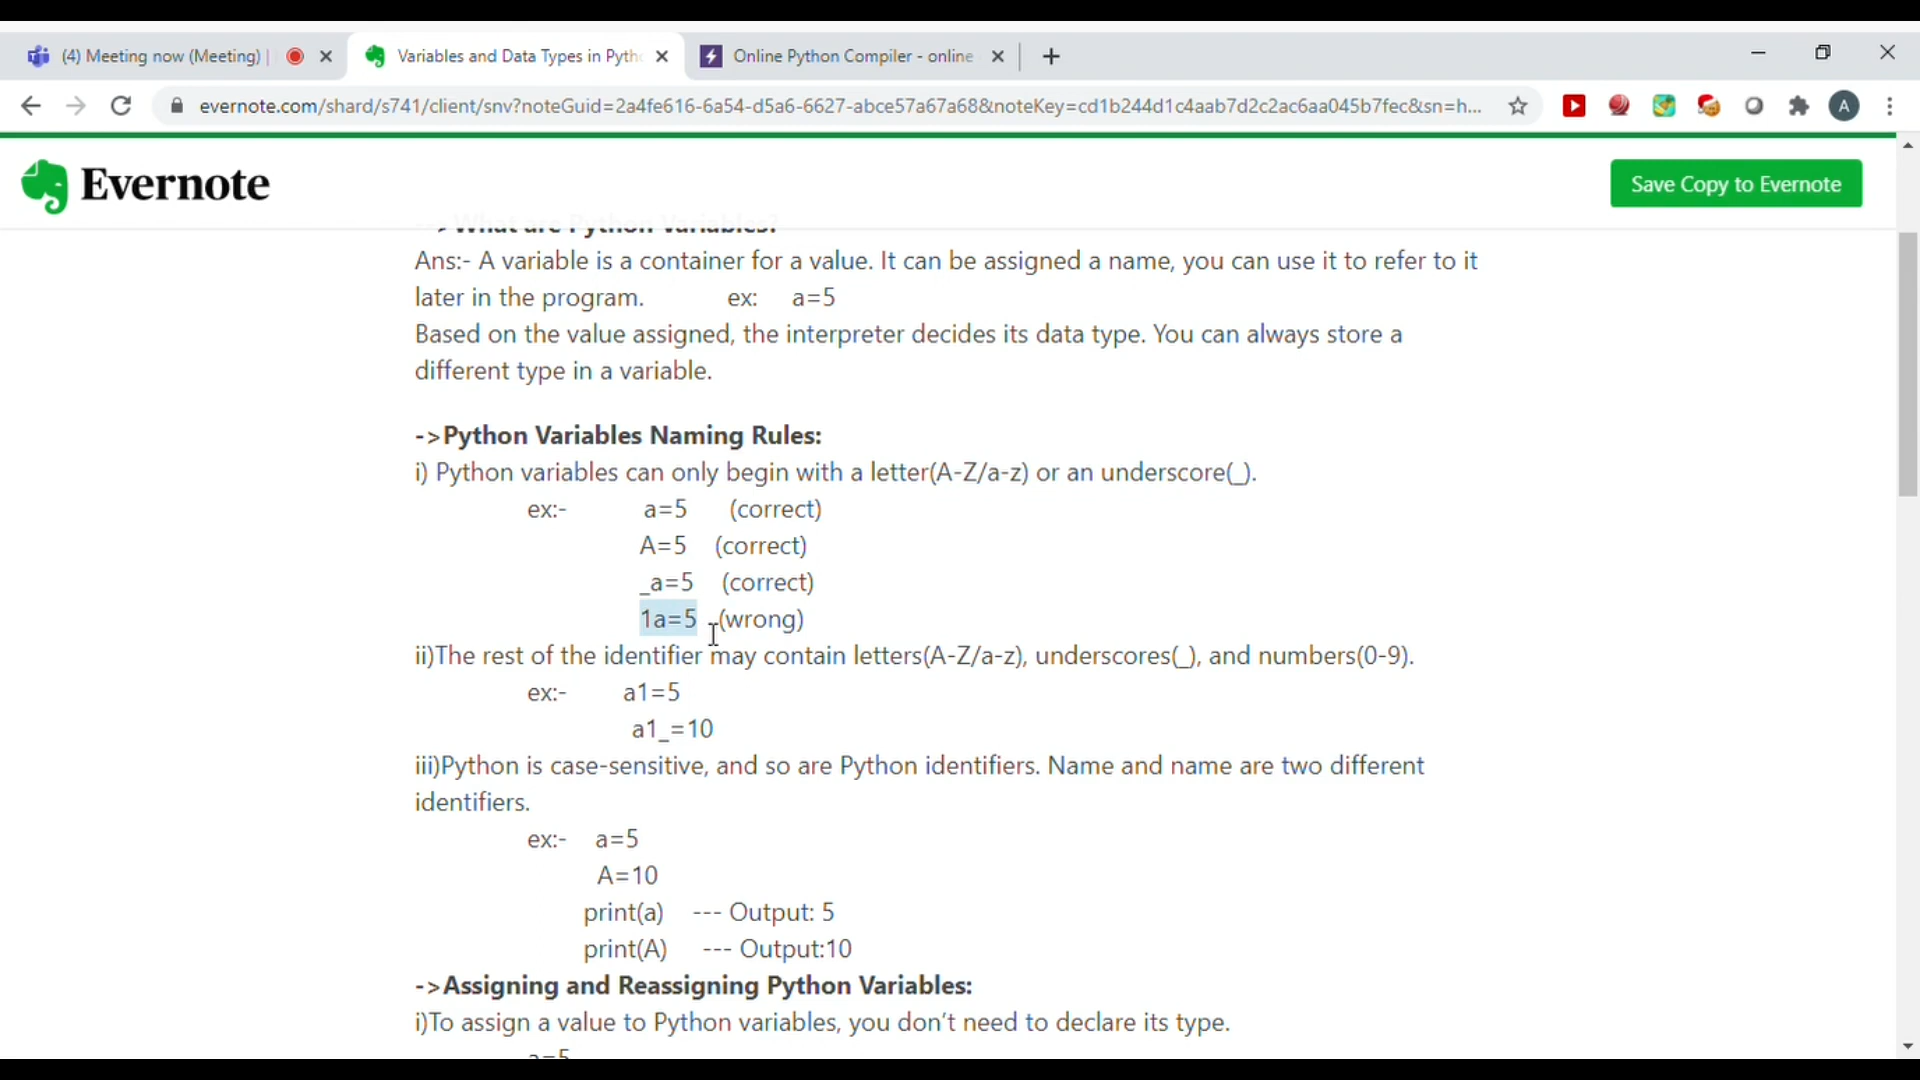 (4) Meeting now (Meeting) |
Variables and Data Types in Pyth
Online Python Compiler - online
evernote.com/shard/s741/client/snv?noteGuid=2a4fe616-6a54-d5a6-6627-abce57a67a68&noteKey=cd1b244d1c4aab7d2c2ac6aa045b7fec&sn=h...
A
Evernote
Save Copy to Evernote
->What are Python Variables?
Ans:- A variable is a container for a value. It can be assigned a name, you can use it to refer to it
later in the program. ex: a=5
Based on the value assigned, the interpreter decides its data type. You can always store a
different type in a variable.
->Python Variables Naming Rules:
i) Python variables can only begin with a letter(A-Z/a-z) or an underscore(_).
ex:- a=5 (correct)
A=5 (correct)
_a=5 (correct)
1a=5 (wrong)
ii)The rest of the identifier may contain letters(A-Z/a-z), underscores(_), and numbers(0-9).
ex:- a1=5
a1_=10
iii)Python is case-sensitive, and so are Python identifiers. Name and name are two different
identifiers.
ex:- a=5
A=10
print(a) --- Output: 5
print(A) --- Output:10
->Assigning and Reassigning Python Variables:
i)To assign a value to Python variables, you don't need to declare its type.
a=5